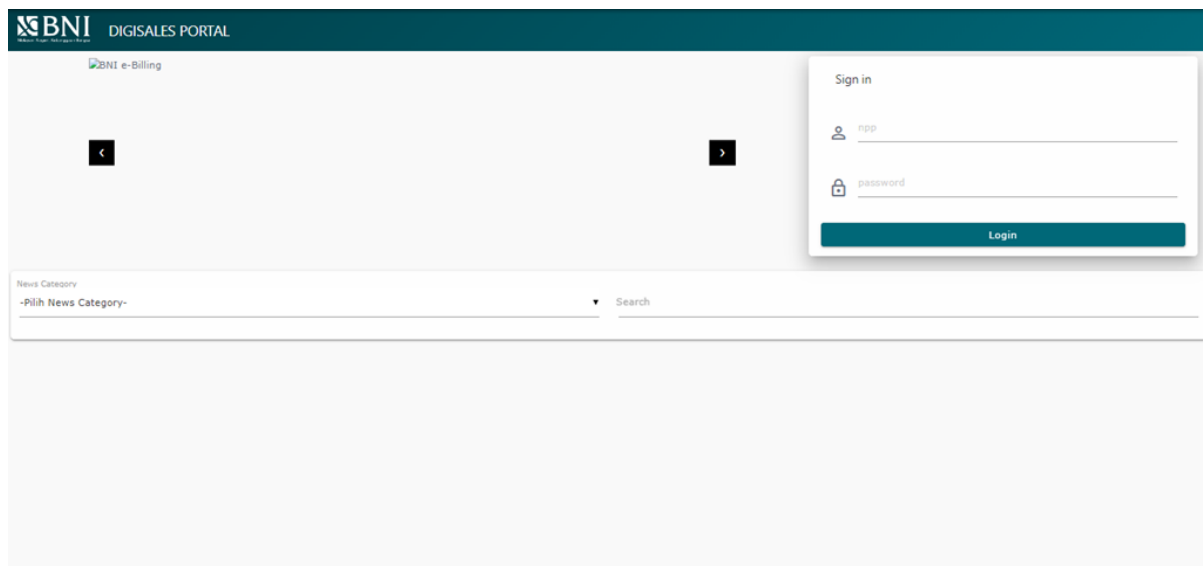 BNI
DIGISALES PORTAL
BNI e-Billing
Sign in
npp
password
Login
News Category
-Pilih News Category-
Search